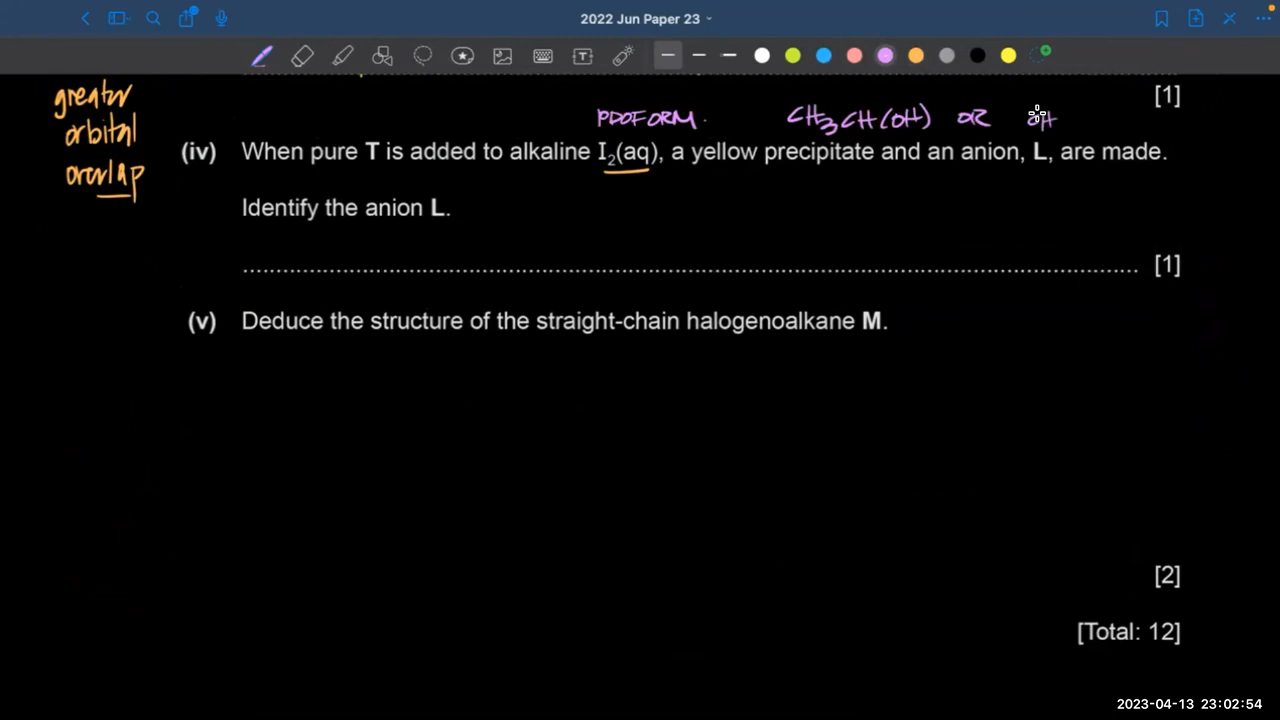 2022 Jun Paper 23
T
greater
orbital
overlap
[1]
IODOFORM. CH3CH(OH) OR
(iv) When pure T is added to alkaline I2(aq), a yellow precipitate and an anion, L, are made.
Identify the anion L.
[1]
(v) Deduce the structure of the straight-chain halogenoalkane M.
[2]
[Total: 12]
2023-04-13 23:02:54